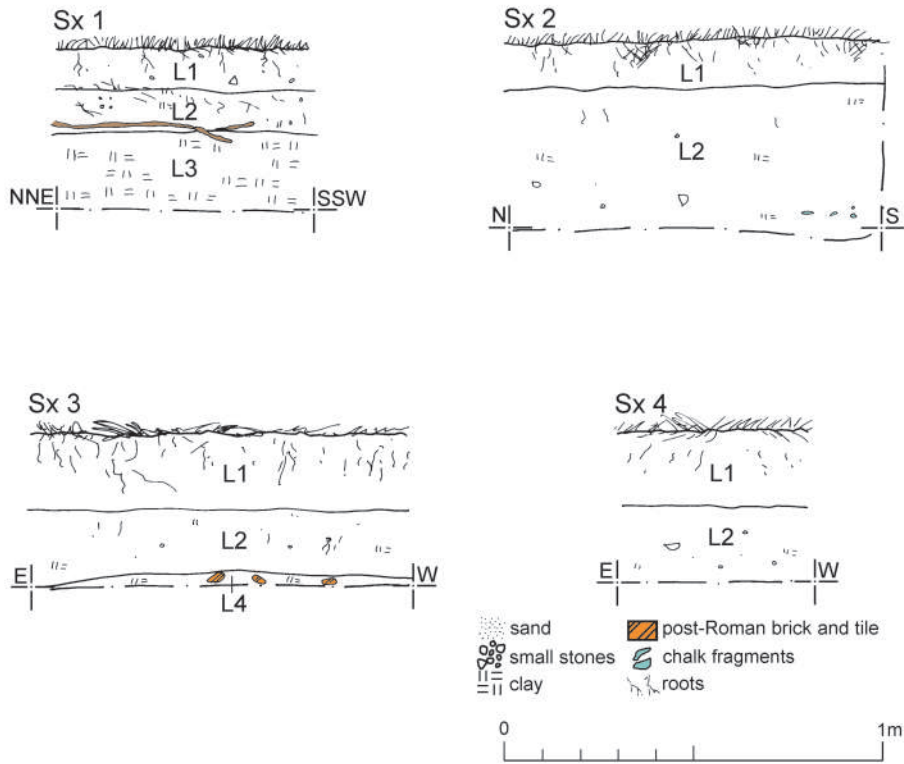 Sx 1
L1
L2
L3
NNE SSW
Sx 2
L1
L2
N S
Sx 3
L1
L2
E W
L4
Sx 4
L1
L2
E W
sand
small stones
clay
post-Roman brick and tile
chalk fragments
roots
0 1m